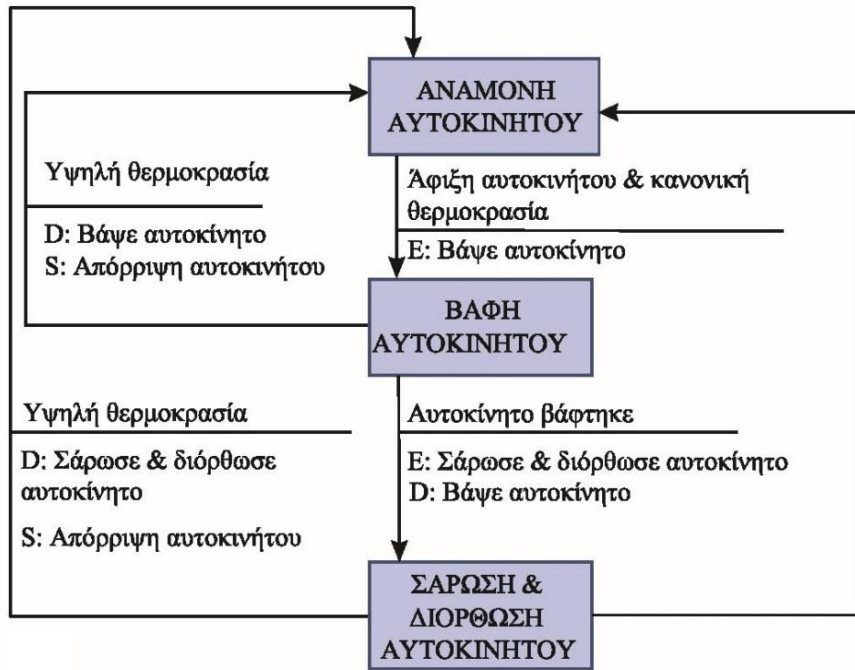 ΑΝΑΜΟΝΗ
ΑΥΤΟΚΙΝΗΤΟΥ
Υψηλή θερμοκρασία
D: Βάψε αυτοκίνητο
S: Απόρριψη αυτοκινήτου
Άφιξη αυτοκινήτου & κανονική
θερμοκρασία
E: Βάψε αυτοκίνητο
ΒΑΦΗ
ΑΥΤΟΚΙΝΗΤΟΥ
Υψηλή θερμοκρασία
D: Σάρωσε & διόρθωσε
αυτοκίνητο
S: Απόρριψη αυτοκινήτου
Αυτοκίνητο βάφτηκε
E: Σάρωσε & διόρθωσε αυτοκίνητο
D: Βάψε αυτοκίνητο
ΣΑΡΩΣΗ &
ΔΙΟΡΘΩΣΗ
ΑΥΤΟΚΙΝΗΤΟΥ